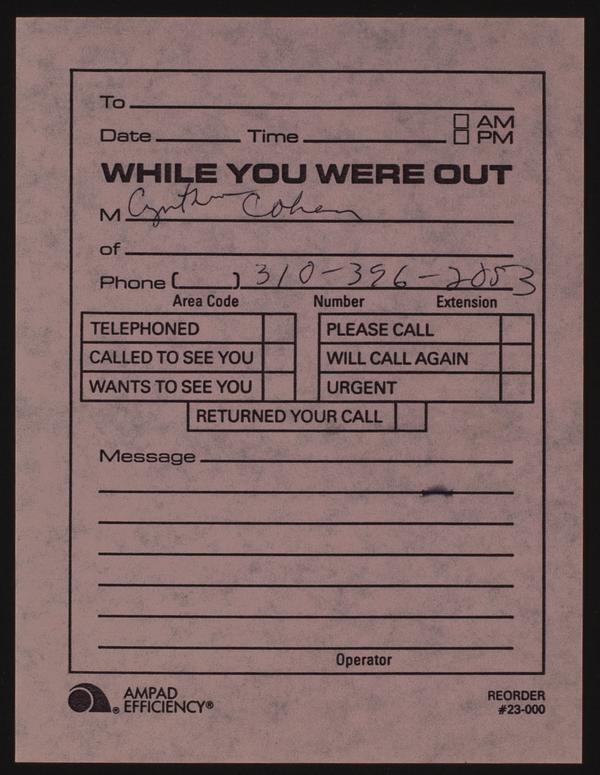 To
Date Time ☐ AM
☐ PM
WHILE YOU WERE OUT
M Cynthia Cohen
of
Phone ( ) 310-396-2053
Area Code Number Extension
TELEPHONED PLEASE CALL
CALLED TO SEE YOU WILL CALL AGAIN
WANTS TO SEE YOU URGENT
RETURNED YOUR CALL
Message
Operator
AMPAD
EFFICIENCY®
REORDER
#23-000